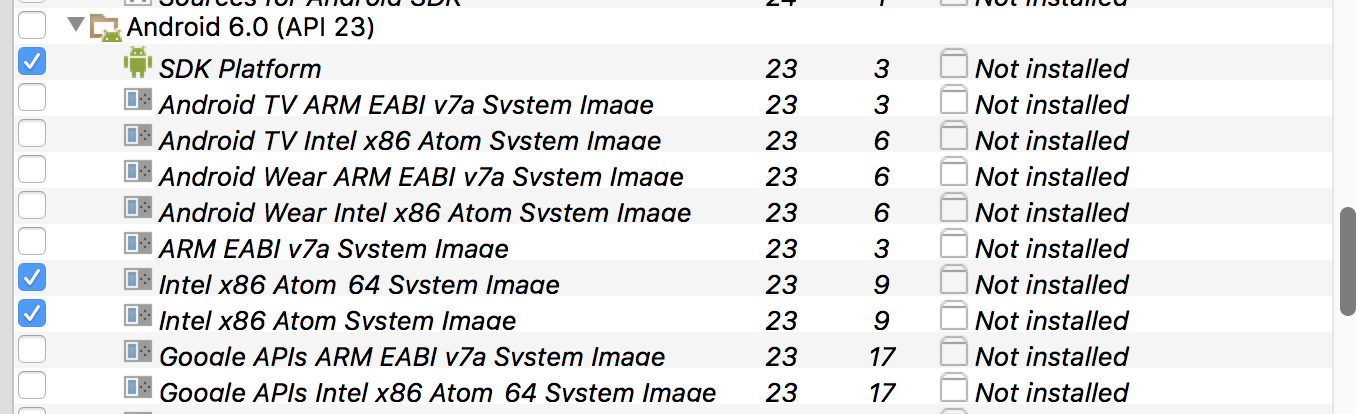 Sources for Android SDK 24 1 Not installed
Android 6.0 (API 23)
SDK Platform 23 3 Not installed
Android TV ARM EABI v7a System Image 23 3 Not installed
Android TV Intel x86 Atom System Image 23 6 Not installed
Android Wear ARM EABI v7a System Image 23 6 Not installed
Android Wear Intel x86 Atom System Image 23 6 Not installed
ARM EABI v7a System Image 23 3 Not installed
Intel x86 Atom_64 System Image 23 9 Not installed
Intel x86 Atom System Image 23 9 Not installed
Google APIs ARM EABI v7a System Image 23 17 Not installed
Google APIs Intel x86 Atom_64 System Image 23 17 Not installed